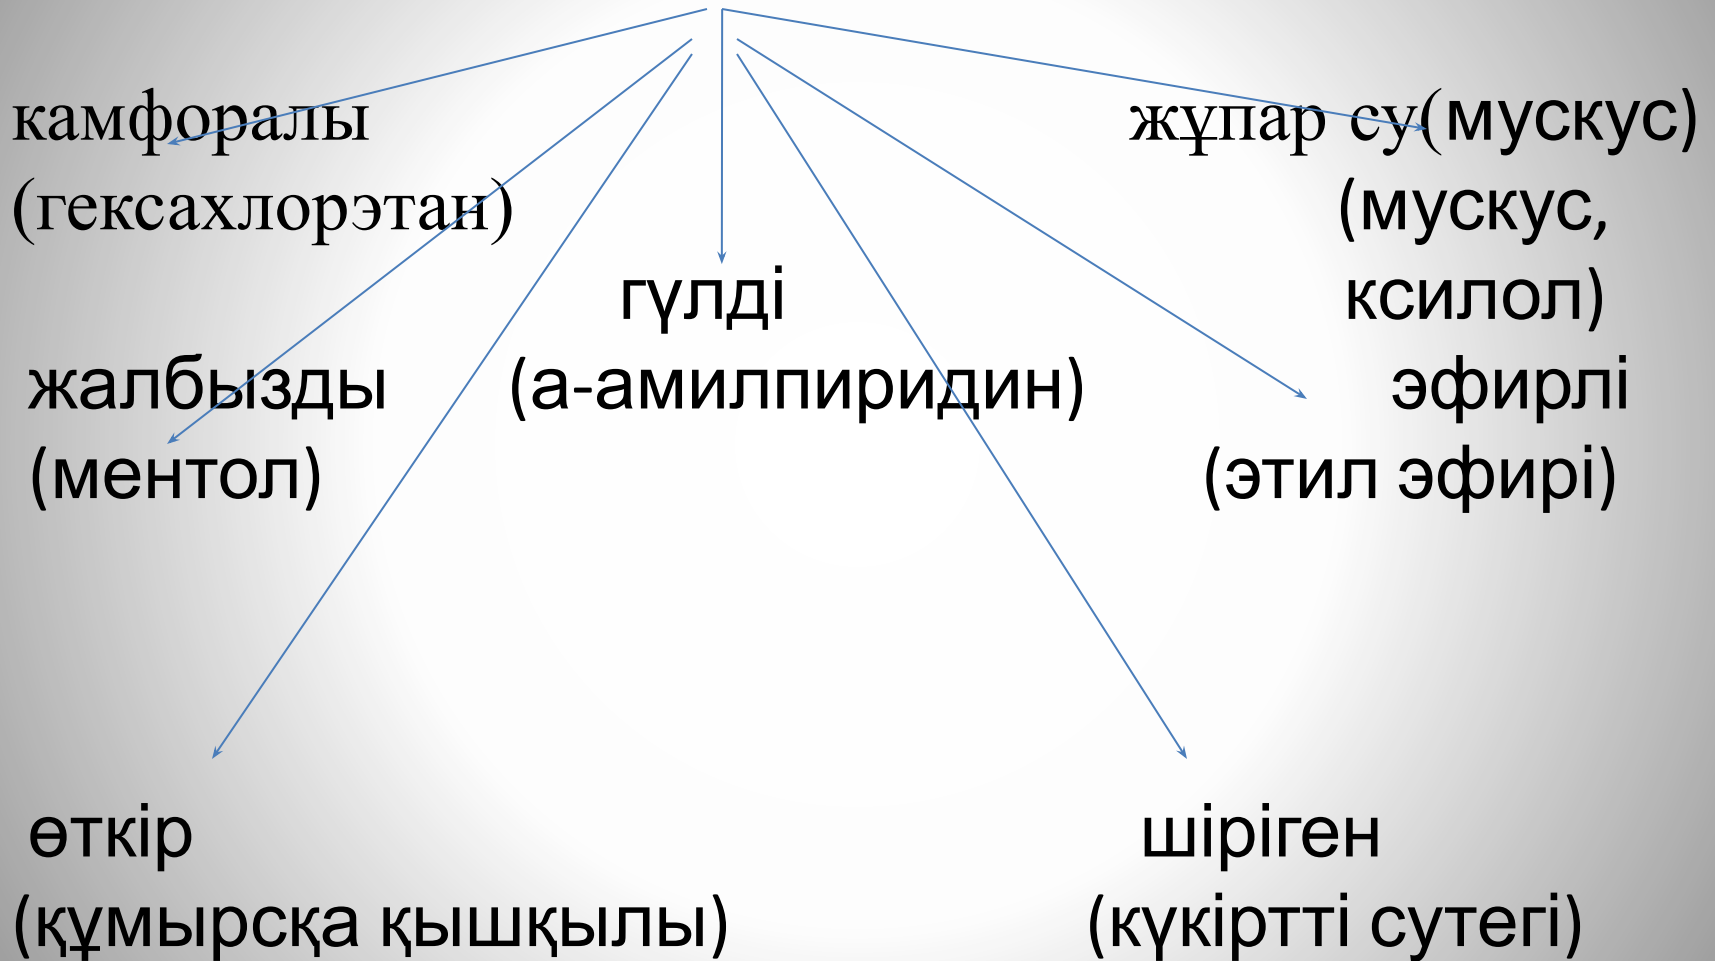 камфоралы жұпар су(мускус)
(гексахлорэтан) (мускус,
гүлді ксилол)
жалбызды (а-амилпиридин) эфирлі
(ментол) (этил эфирі)
өткір шіріген
(құмырсқа қышқылы) (күкіртті сутегі)